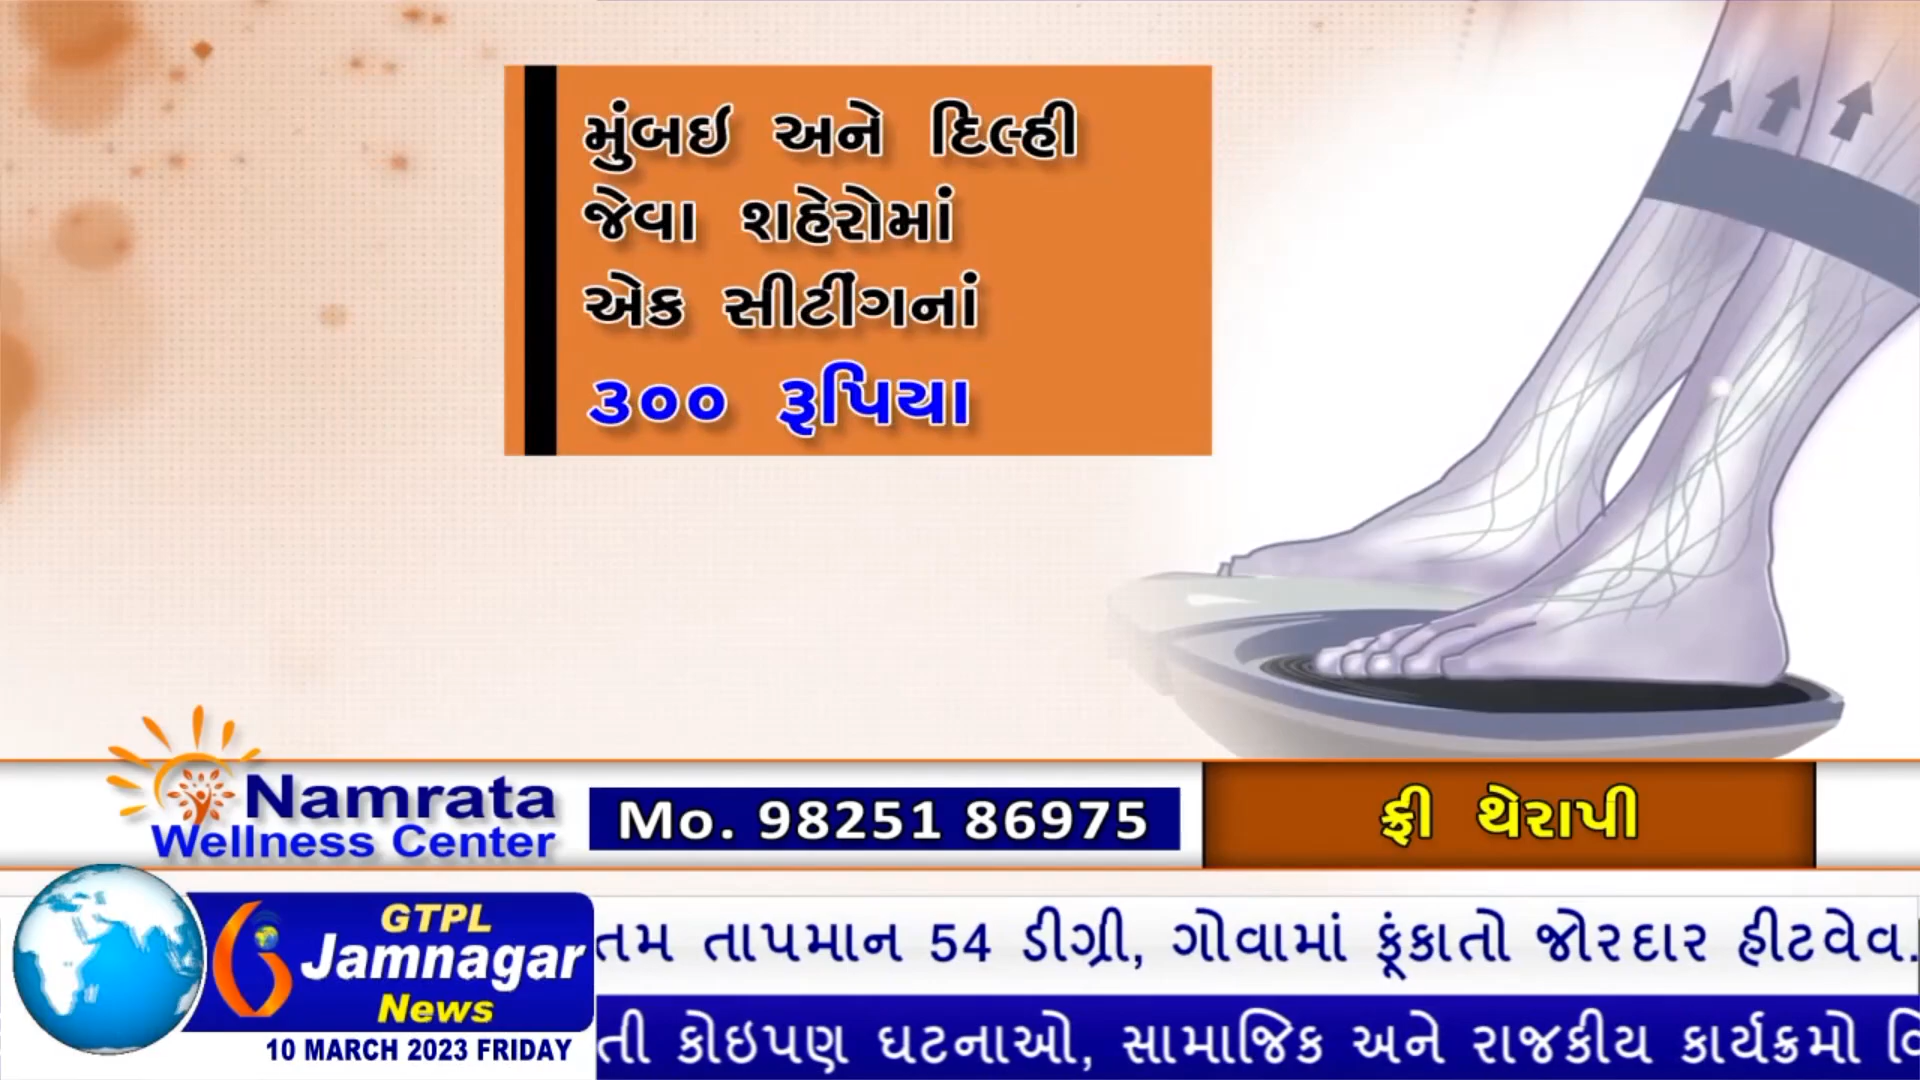 મુંબઇ અને દિલ્હી
જેવા શહેરોમાં
એક સીટીંગનાં
૩૦૦ રૂપિયા
Namrata
Wellness Center
Mo. 98251 86975
ફ્રી થેરાપી
GTPL
Jamnagar
News
10 MARCH 2023 FRIDAY
તમ તાપમાન 54 ડીગ્રી, ગોવામાં ફૂંકાતો જોરદાર હીટવેવ.
તી કોઇપણ ઘટનાઓ, સામાજિક અને રાજકીય કાર્યક્રમો